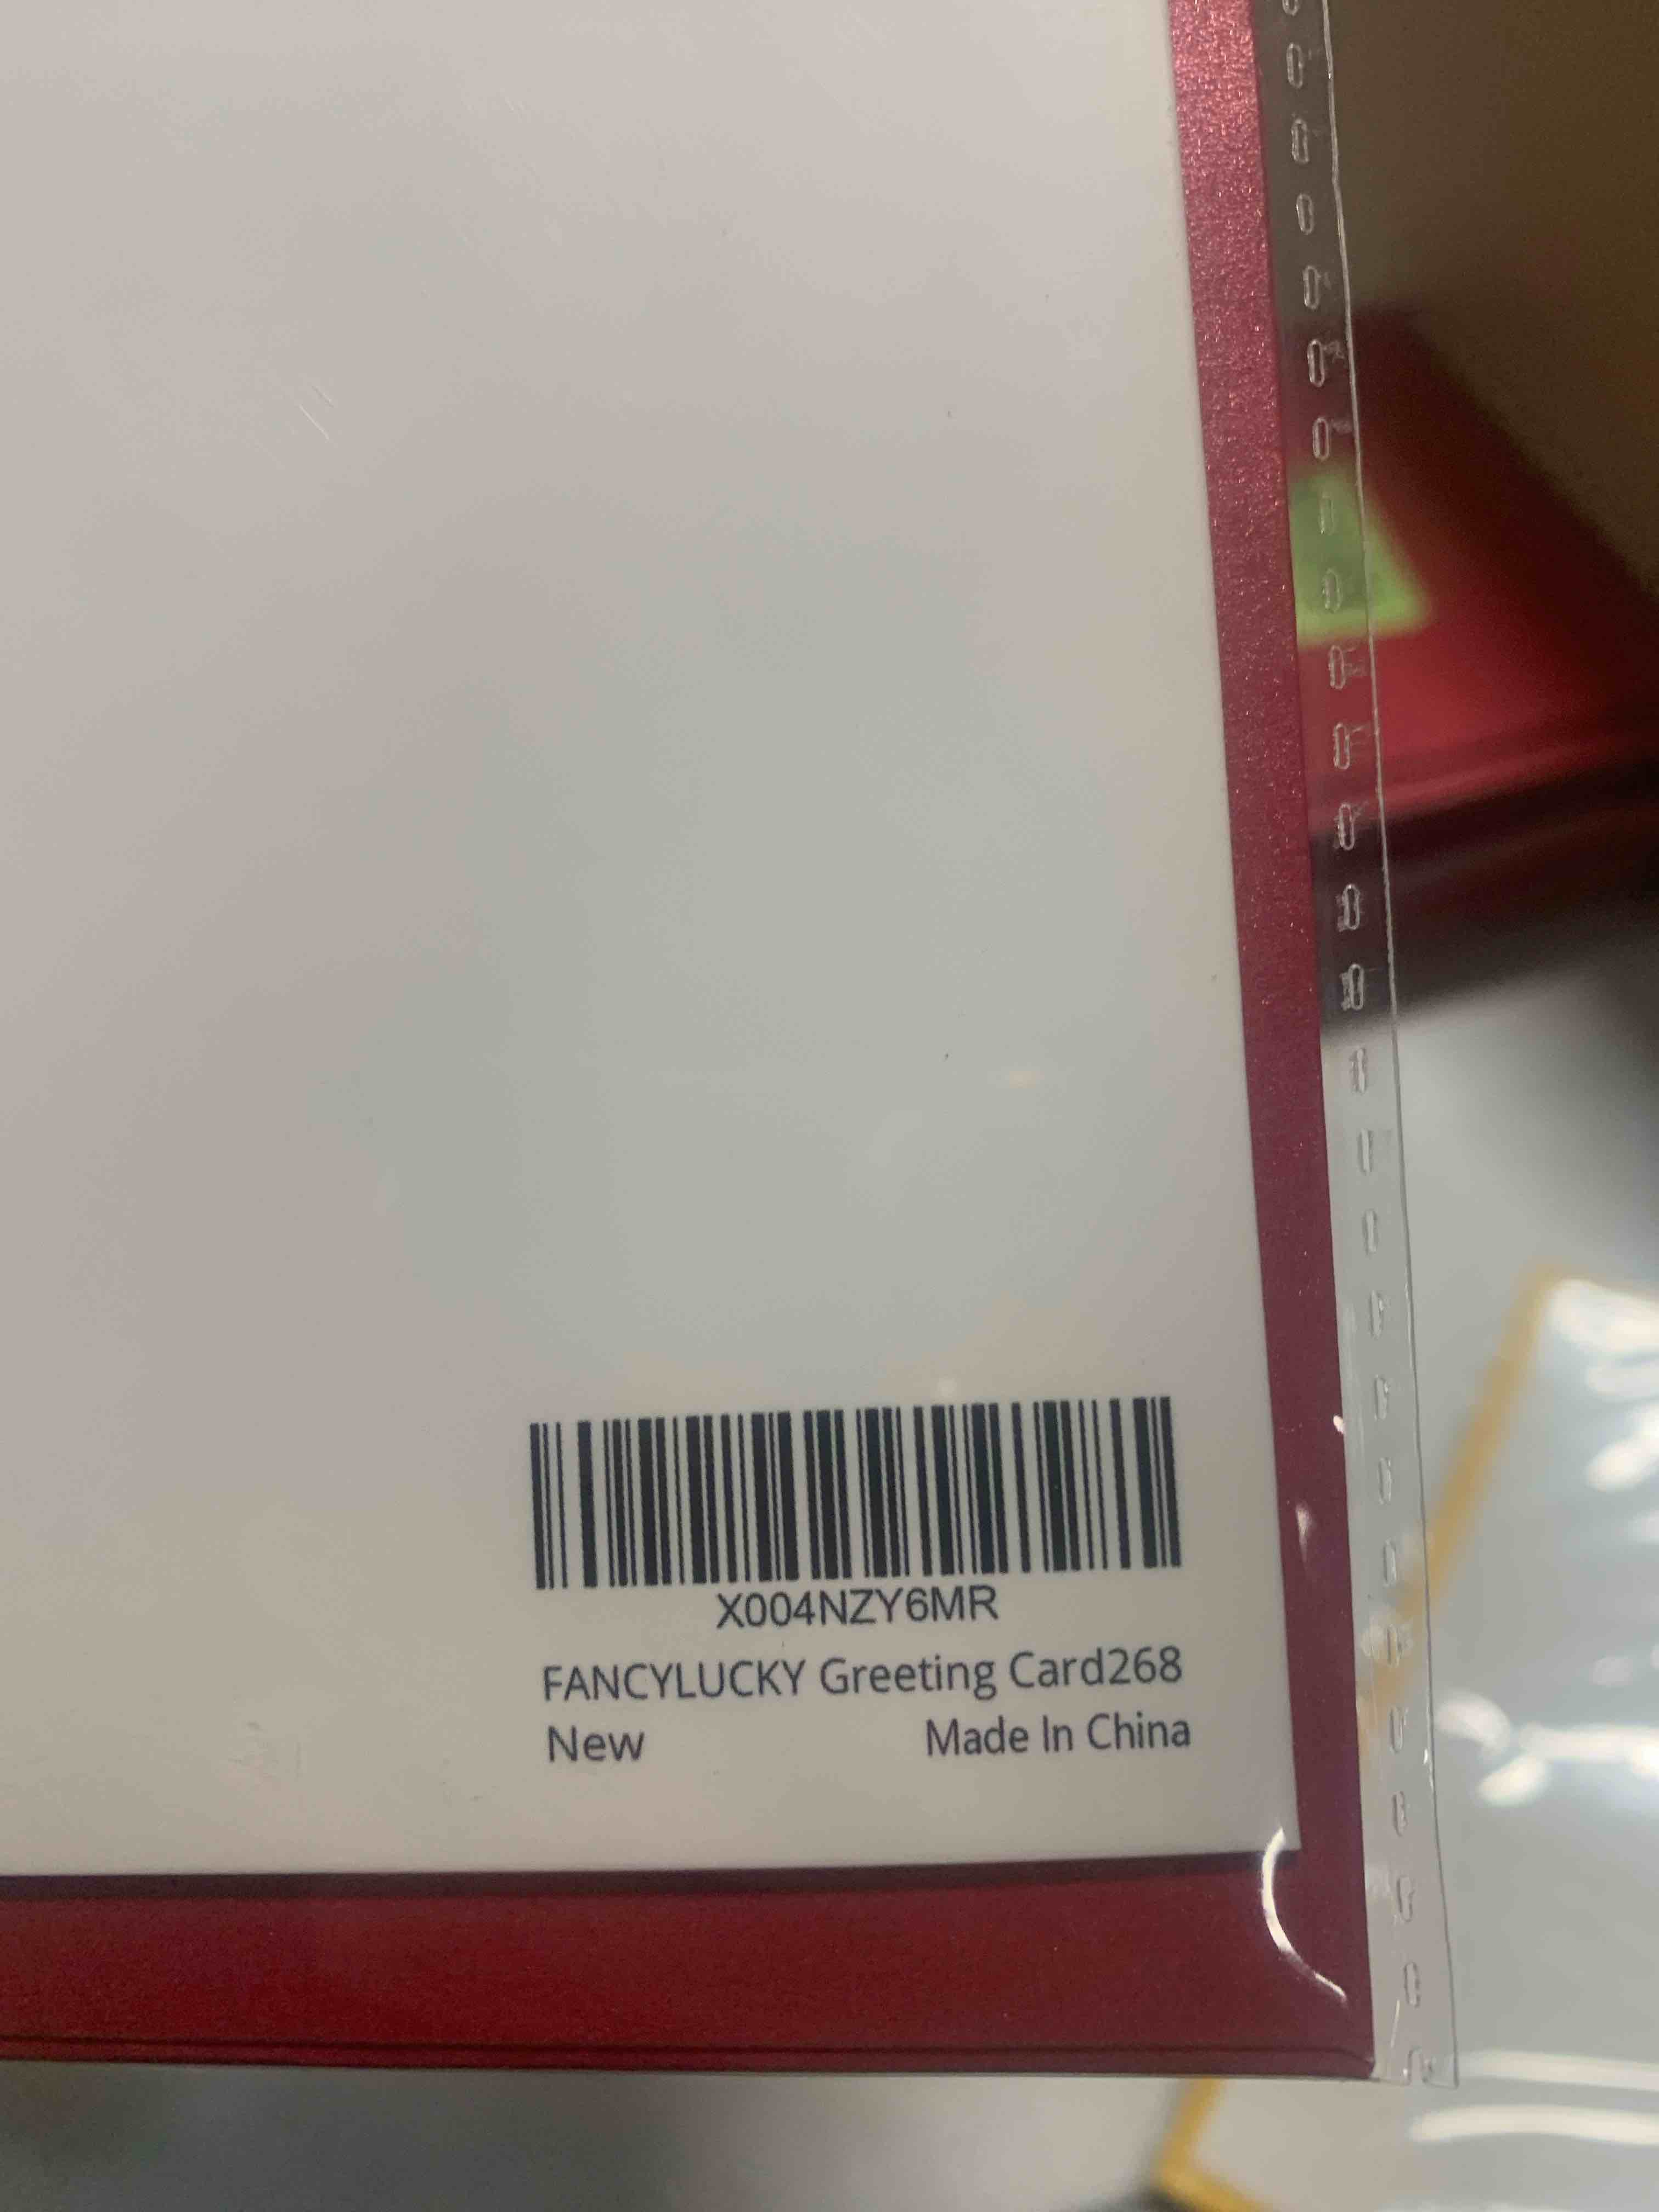 X004NZY6MR
FANCYLUCKY Greeting Card268
New Made In China